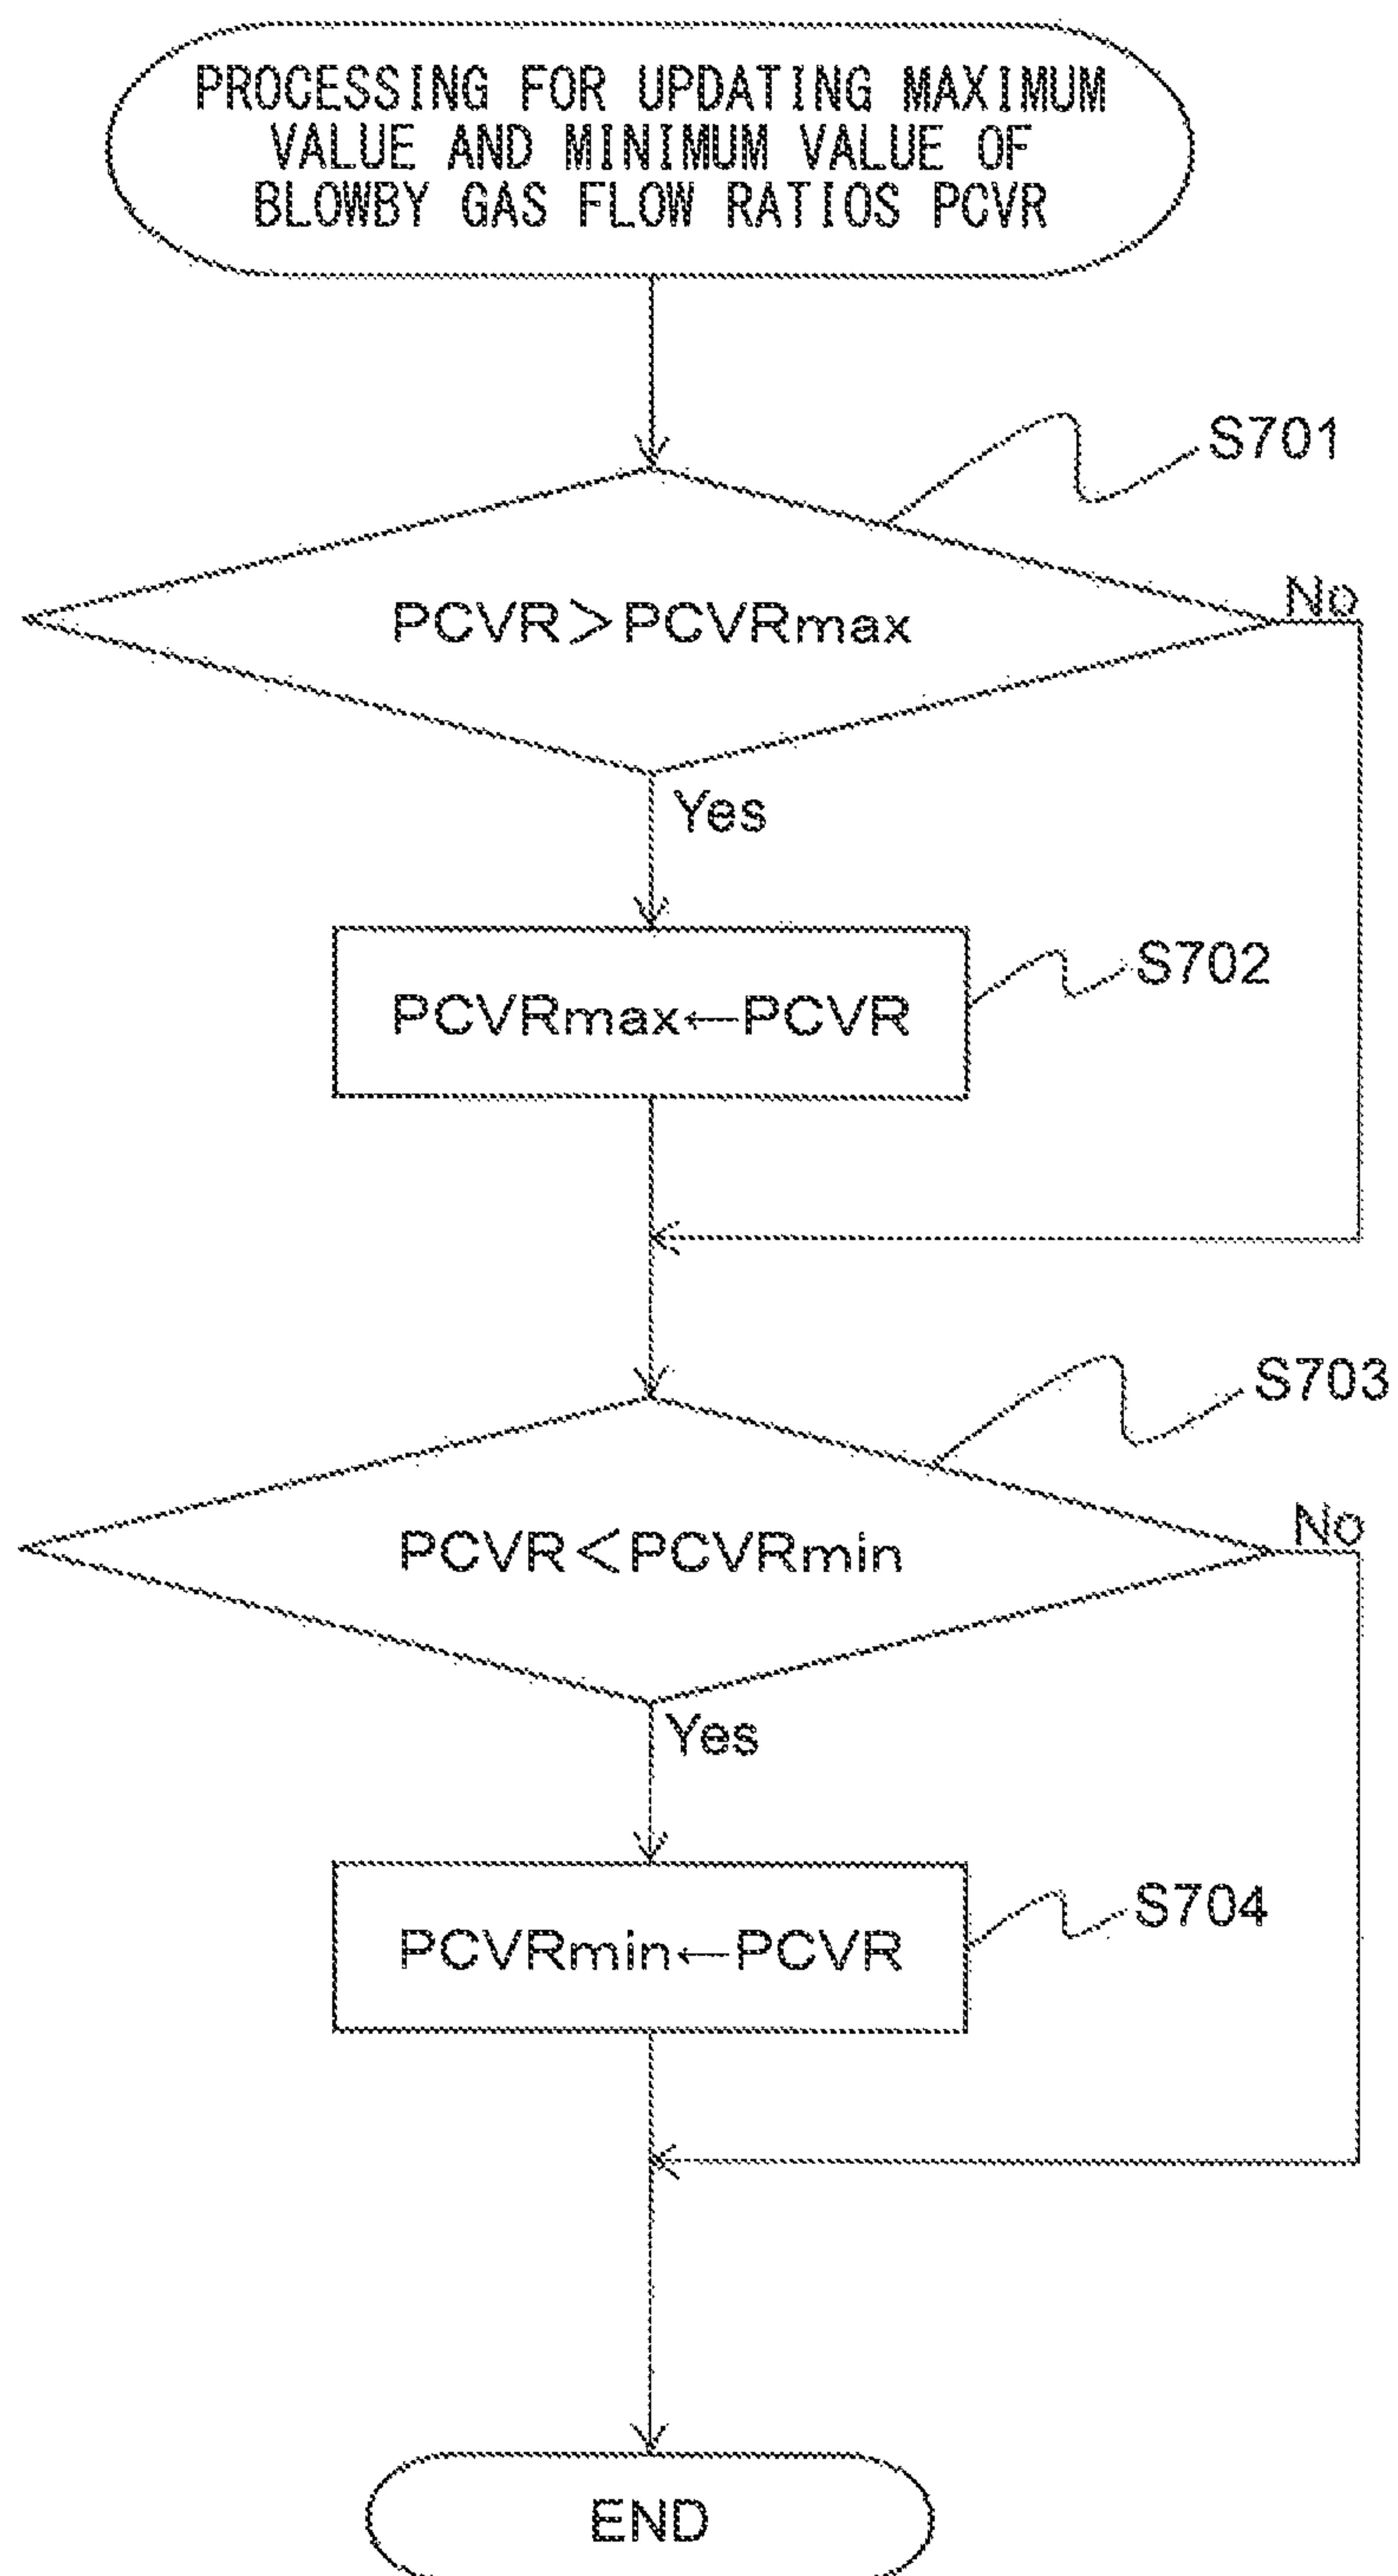 PROCESSING FOR UPDATING MAXIMUM
VALUE AND MINIMUM VALUE OF
BLOWBY GAS FLOW RATIOS PCVR
S701
PCVR＞PCVRmax
No
Yes
S702
PCVRmax←PCVR
S703
PCVR＜PCVRmin
No
Yes
S704
PCVRmin←PCVR
END